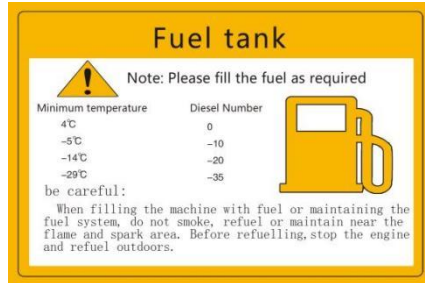 Fuel tank
Note: Please fill the fuel as required
Minimum temperature Diesel Number
4℃ 0
-5℃ -10
-14℃ -20
-29℃ -35
be careful:
When filling the machine with fuel or maintaining the
fuel system, do not smoke, refuel or maintain near the
flame and spark area. Before refuelling, stop the engine
and refuel outdoors.